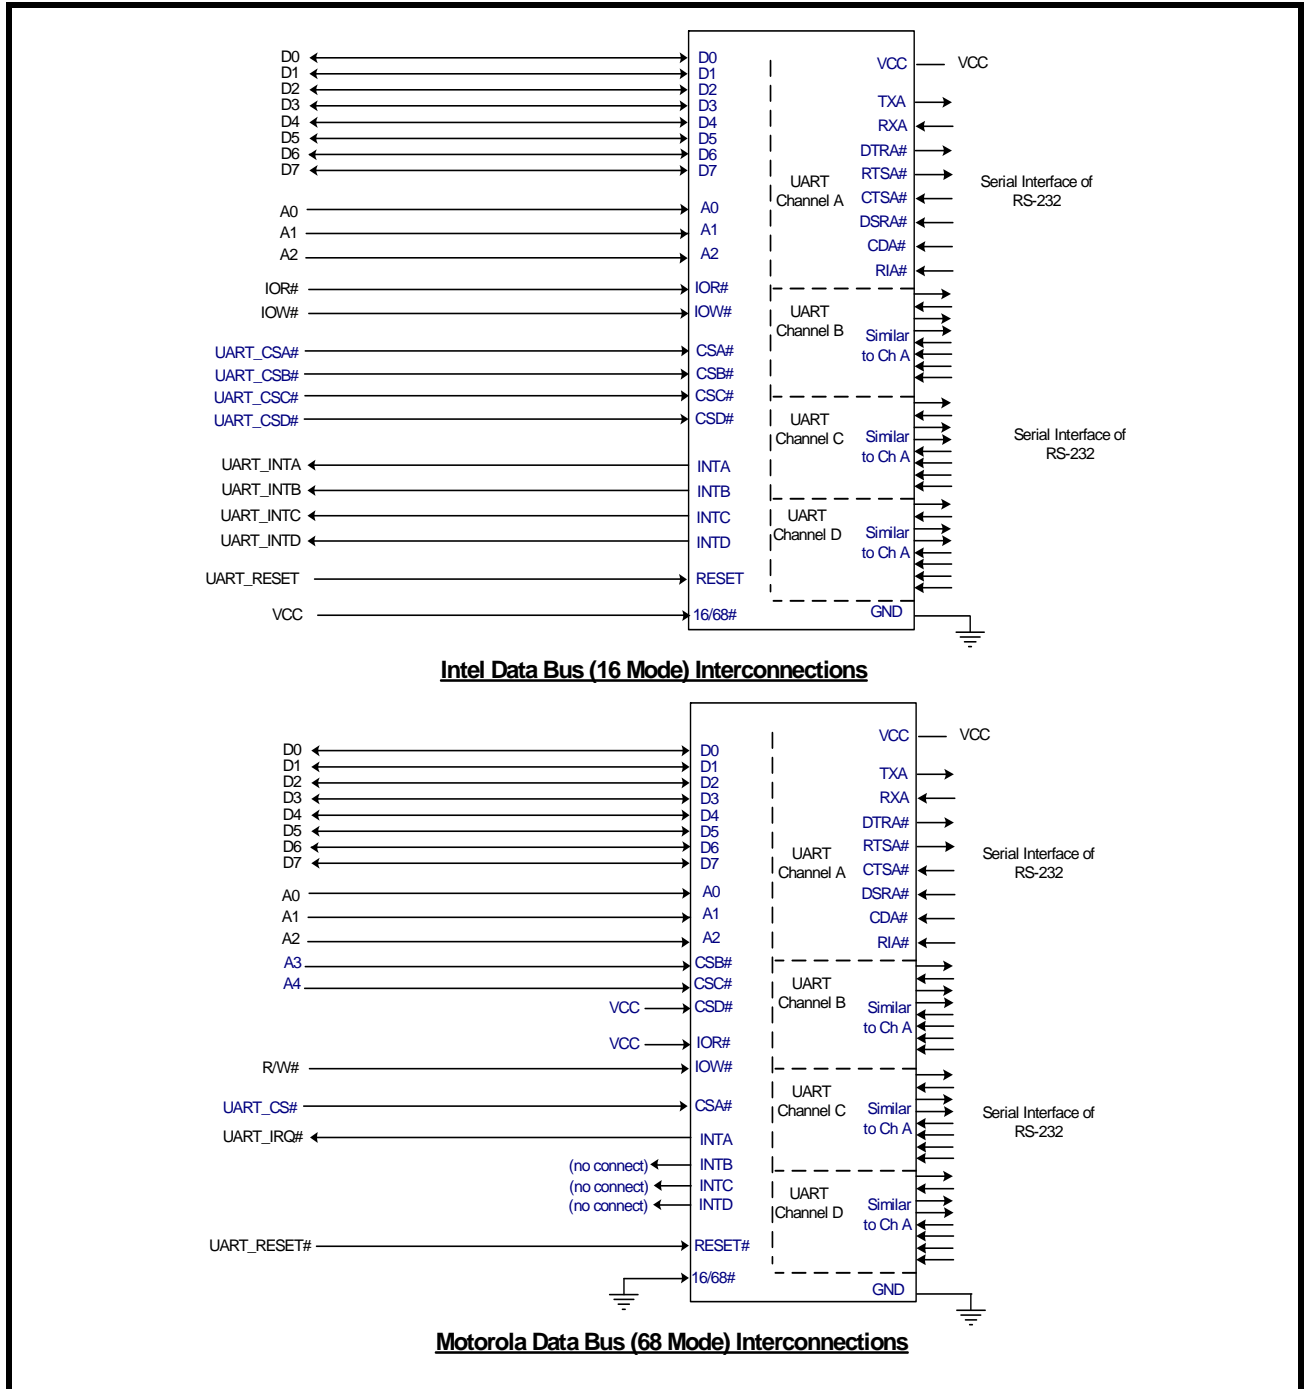 D0 D0 VCC VCC
D1 D1
D2 D2
D3 D3 TXA
D4 D4 RXA
D5 D5
D6 D6 DTRA#
D7 D7 RTSA#
UART
Channel A
Serial Interface of
RS-232
CTSA#
A0 A0
A1 A1 DSRA#
A2 A2 CDA#
RIA#
IOR# IOR#
IOW# IOW#
UART
Channel B
Similar
to Ch A
UART_CSA# CSA#
UART_CSB# CSB#
UART_CSC# CSC#
UART_CSD# CSD#
UART
Channel C
Similar
to Ch A
Serial Interface of
RS-232
UART_INTA INTA
UART_INTB INTB
UART_INTC INTC
UART_INTD INTD
UART
Channel D
Similar
to Ch A
UART_RESET RESET
VCC 16/68# GND
Intel Data Bus (16 Mode) Interconnections
D0 D0 VCC VCC
D1 D1
D2 D2
D3 D3 TXA
D4 D4 RXA
D5 D5
D6 D6 DTRA#
D7 D7 RTSA#
UART
Channel A
Serial Interface of
RS-232
CTSA#
A0 A0 DSRA#
A1 A1 CDA#
A2 A2 RIA#
A3 CSB#
A4 CSC#
VCC CSD#
UART
Channel B
Similar
to Ch A
VCC IOR#
R/W# IOW#
UART_CS# CSA#
UART
Channel C
Similar
to Ch A
Serial Interface of
RS-232
UART_IRQ# INTA
(no connect) INTB
(no connect) INTC
(no connect) INTD
UART
Channel D
Similar
to Ch A
UART_RESET# RESET#
16/68#
GND
Motorola Data Bus (68 Mode) Interconnections